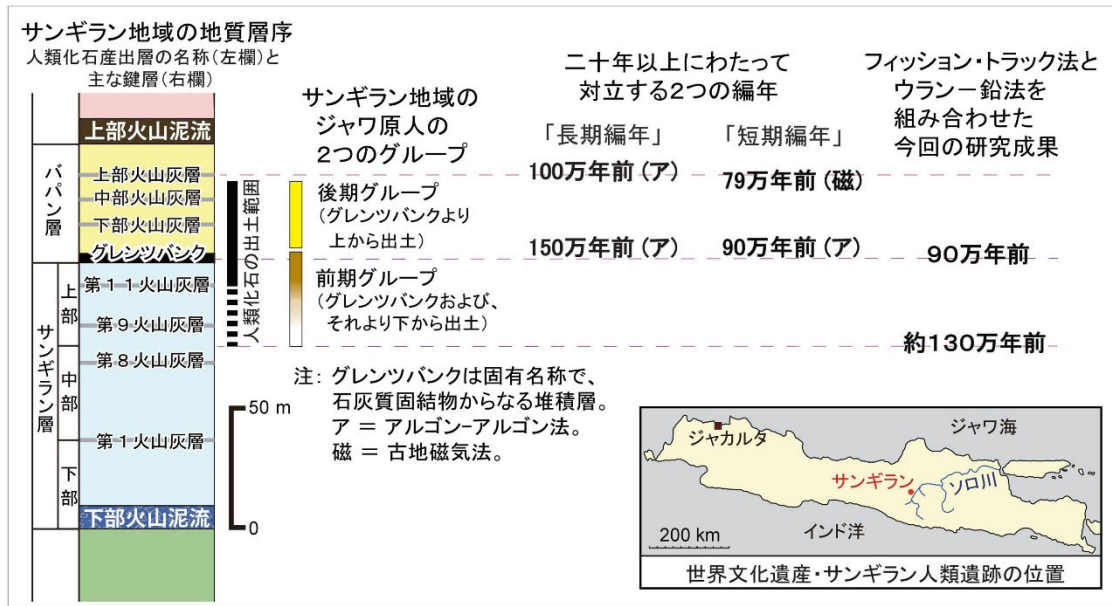 サンギラン地域の地質層序
人類化石産出層の名称(左欄)と
主な鍵層(右欄)
上部火山泥流
バパン層
上部火山灰層
中部火山灰層
下部火山灰層
グレンツバンク
サンギラン層
上部
第11火山灰層
第9火山灰層
中部
第8火山灰層
第1火山灰層
下部
下部火山泥流
人類化石の出土範囲
50 m
0
サンギラン地域の
ジャワ原人の
2つのグループ
後期グループ
(グレンツバンクより
上から出土)
前期グループ
(グレンツバンクおよび、
それより下から出土)
二十年以上にわたって
対立する2つの編年
「長期編年」
100万年前(ア)
150万年前(ア)
「短期編年」
79万年前(磁)
90万年前(ア)
フィッション・トラック法と
ウラン−鉛法を
組み合わせた
今回の研究成果
90万年前
約130万年前
注: グレンツバンクは固有名称で、
石灰質固結物からなる堆積層。
ア = アルゴン-アルゴン法。
磁 = 古地磁気法。
ジャカルタ
ジャワ海
サンギラン
ソロ川
インド洋
200 km
世界文化遺産・サンギラン人類遺跡の位置